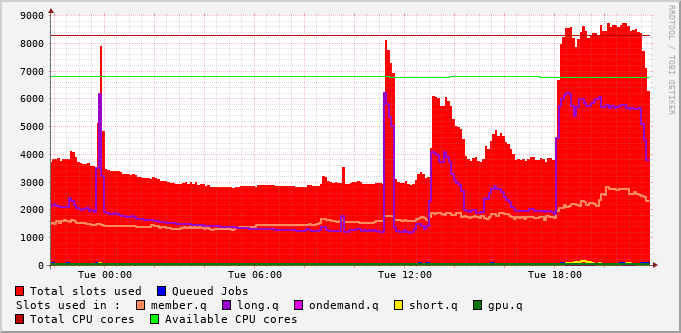 9000
8000
7000
6000
5000
4000
3000
2000
1000
0
Tue 00:00 Tue 06:00 Tue 12:00 Tue 18:00
RRDTOOL / TOBI OETIKER
Total slots used Queued Jobs
Slots used in : member.q long.q ondemand.q short.q gpu.q
Total CPU cores Available CPU cores